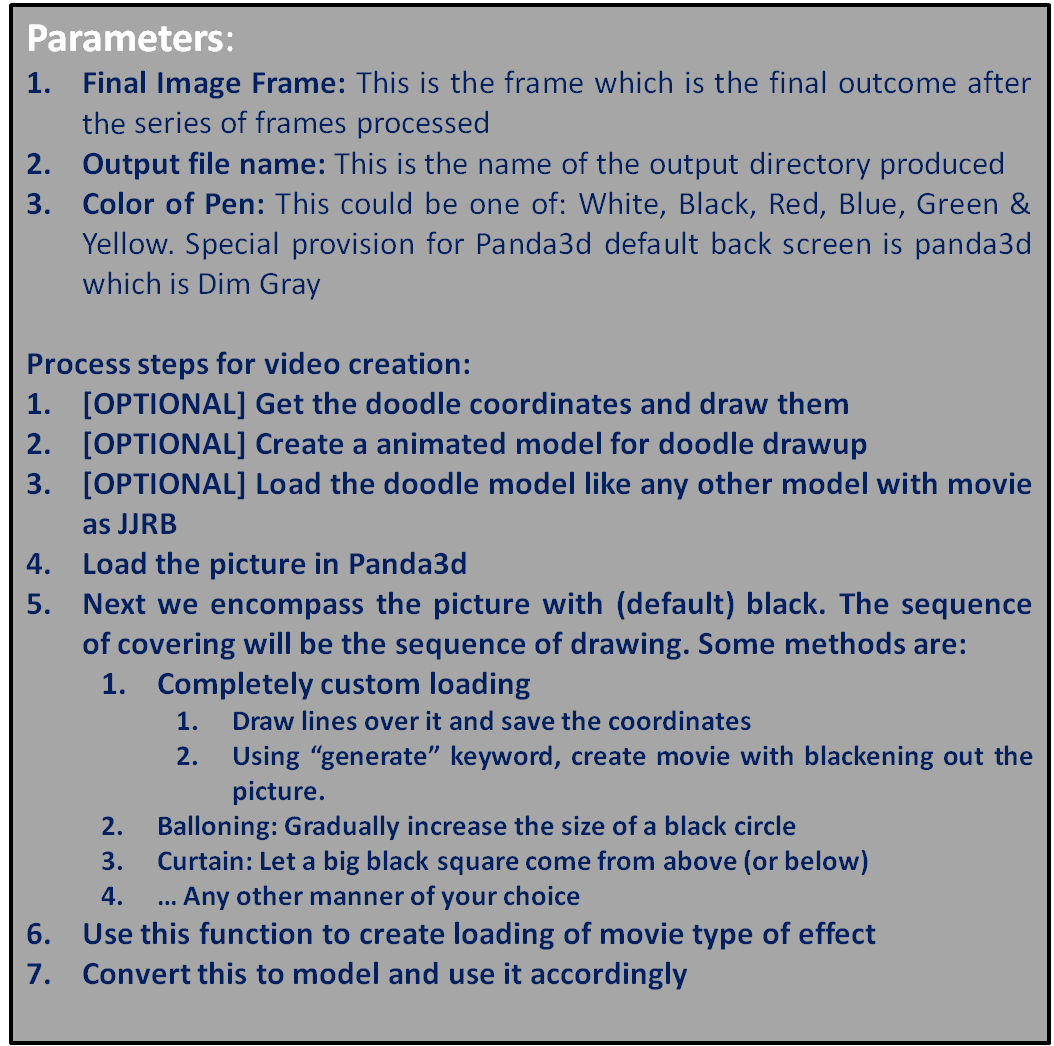 Parameters:
1. Final Image Frame: This is the frame which is the final outcome after
the series of frames processed
2. Output file name: This is the name of the output directory produced
3. Color of Pen: This could be one of: White, Black, Red, Blue, Green &
Yellow. Special provision for Panda3d default back screen is panda3d
which is Dim Gray
Process steps for video creation:
1. [OPTIONAL] Get the doodle coordinates and draw them
2. [OPTIONAL] Create a animated model for doodle drawup
3. [OPTIONAL] Load the doodle model like any other model with movie
as JJRB
4. Load the picture in Panda3d
5. Next we encompass the picture with (default) black. The sequence
of covering will be the sequence of drawing. Some methods are:
1. Completely custom loading
1. Draw lines over it and save the coordinates
2. Using “generate” keyword, create movie with blackening out the
picture.
2. Balloning: Gradually increase the size of a black circle
3. Curtain: Let a big black square come from above (or below)
4. … Any other manner of your choice
6. Use this function to create loading of movie type of effect
7. Convert this to model and use it accordingly